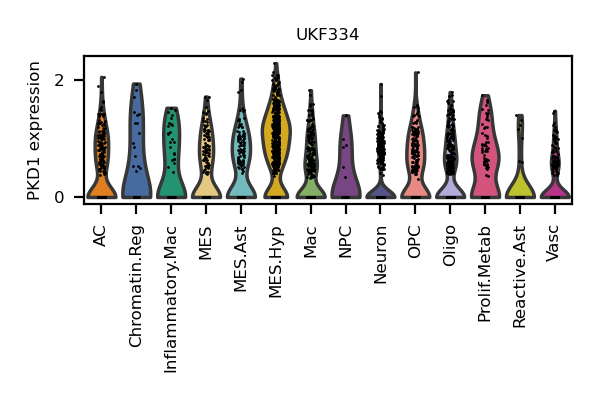 UKF334
PKD1 expression
2
0
AC
Chromatin.Reg
Inflammatory.Mac
MES
MES.Ast
MES.Hyp
Mac
NPC
Neuron
OPC
Oligo
Prolif.Metab
Reactive.Ast
Vasc